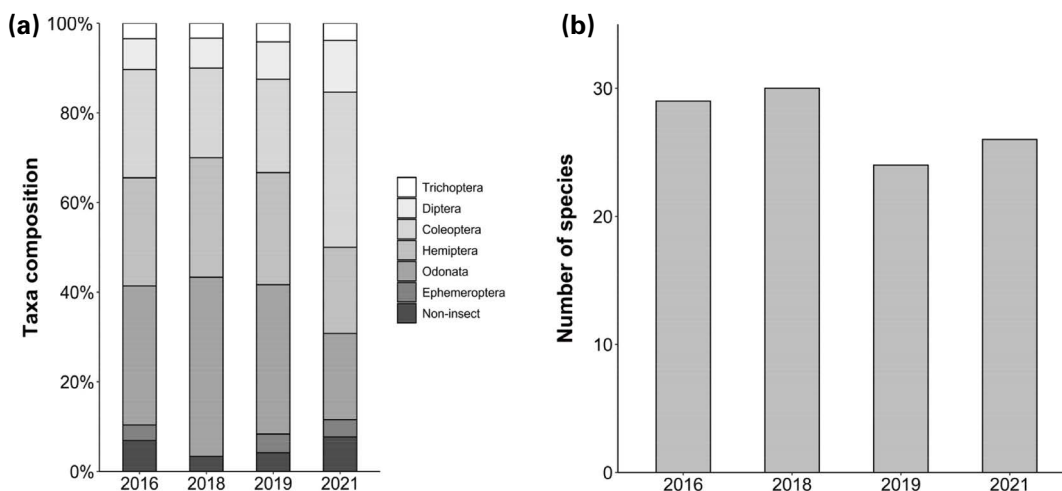 (a)
Taxa composition
100%
80%
60%
40%
20%
0%
2016 2018 2019 2021
Trichoptera
Diptera
Coleoptera
Hemiptera
Odonata
Ephemeroptera
Non-insect
(b)
Number of species
30
20
10
0
2016 2018 2019 2021